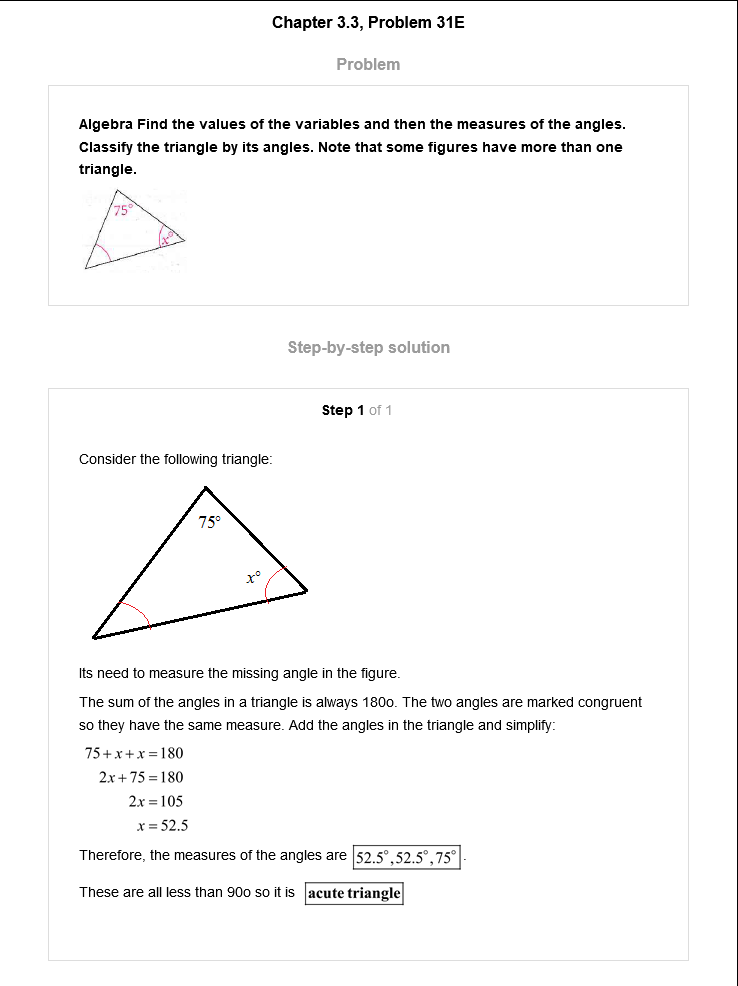 Chapter 3.3, Problem 31E
Problem
Algebra Find the values of the variables and then the measures of the angles.
Classify the triangle by its angles. Note that some figures have more than one
triangle.
75°
x°
Step-by-step solution
Step 1 of 1
Consider the following triangle:
75°
x°
Its need to measure the missing angle in the figure.
The sum of the angles in a triangle is always 180o. The two angles are marked congruent
so they have the same measure. Add the angles in the triangle and simplify:
75 + x + x = 180
2x + 75 = 180
2x = 105
x = 52.5
Therefore, the measures of the angles are 52.5°, 52.5°, 75°.
These are all less than 90o so it is acute triangle